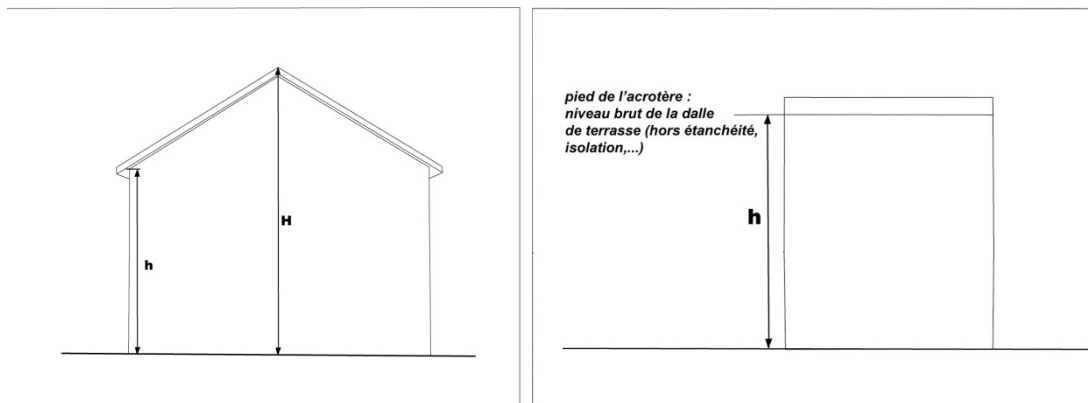 H
h
pied de l'acrotère :
niveau brut de la dalle
de terrasse (hors étanchéité,
isolation,...)
h